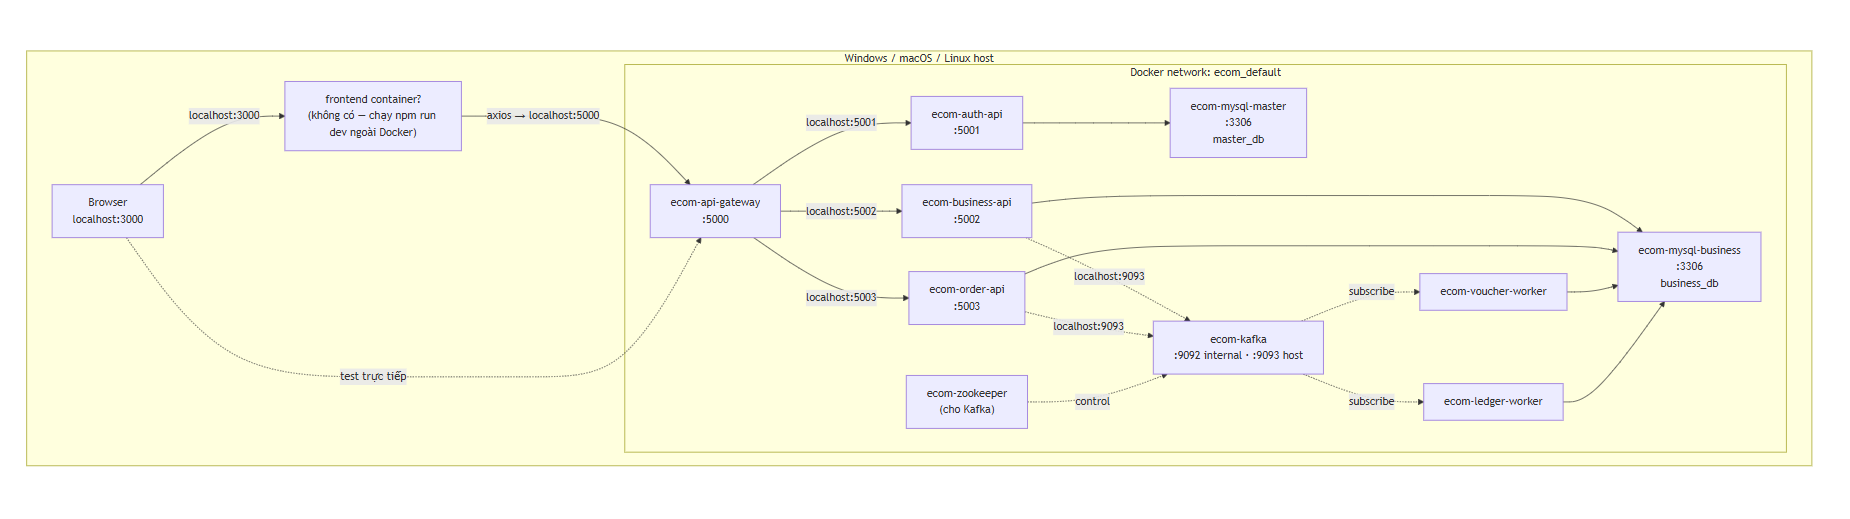 Windows / macOS / Linux host
Docker network: ecom_default
frontend container?
(không có — chạy npm run
dev ngoài Docker)
localhost:3000
axios → localhost:5000
Browser
localhost:3000
test trực tiếp
ecom-api-gateway
:5000
localhost:5001
localhost:5002
localhost:5003
ecom-auth-api
:5001
ecom-business-api
:5002
ecom-order-api
:5003
ecom-zookeeper
(cho Kafka)
localhost:9093
localhost:9093
control
ecom-mysql-master
:3306
master_db
ecom-kafka
:9092 internal · :9093 host
subscribe
subscribe
ecom-voucher-worker
ecom-ledger-worker
ecom-mysql-business
:3306
business_db